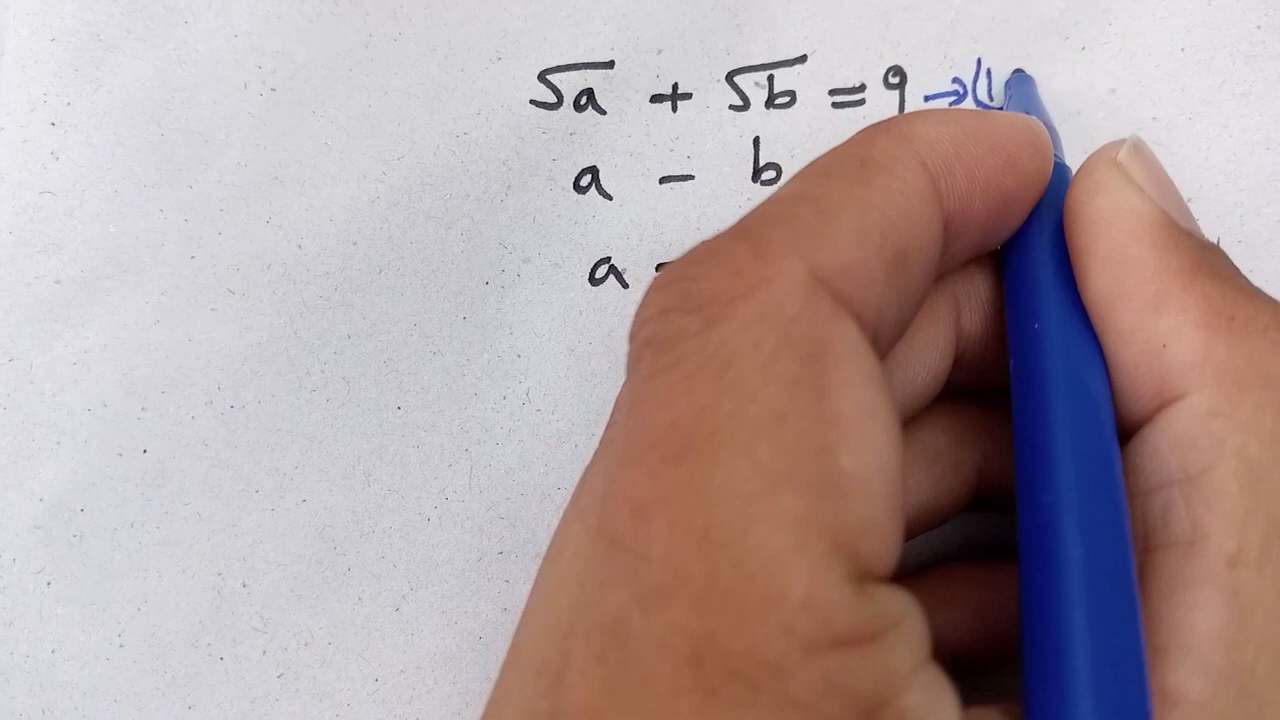 √a + √b = 9 → (1
a - b
a -